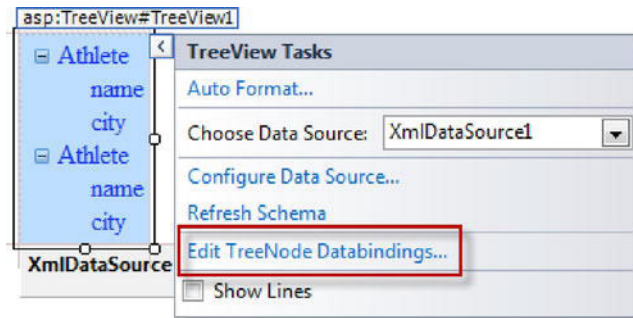 asp:TreeView#TreeView1
Athlete
name
city
Athlete
name
city
XmlDataSource
TreeView Tasks
Auto Format...
Choose Data Source: XmlDataSource1
Configure Data Source...
Refresh Schema
Edit TreeNode Databindings...
Show Lines